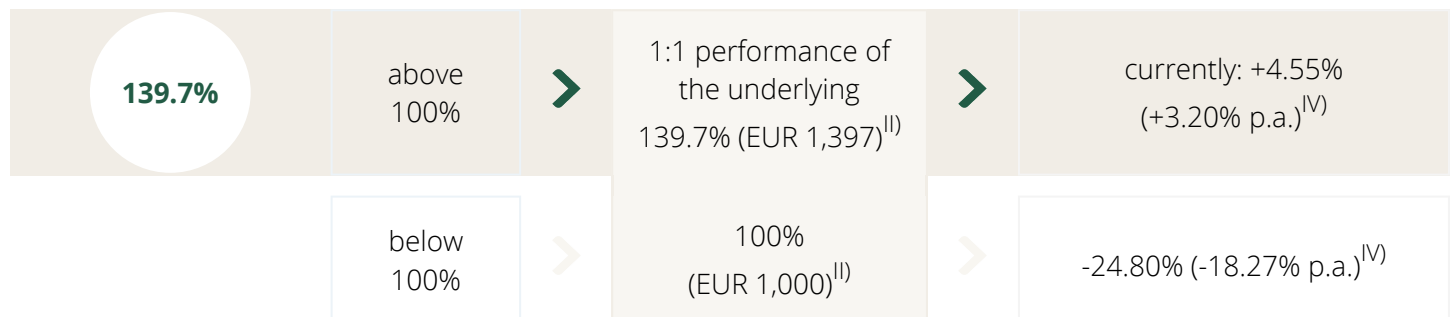 139.7%
above
100%
1:1 performance of
the underlying
139.7% (EUR 1,397)II)
currently: +4.55%
(+3.20% p.a.)IV)
below
100%
100%
(EUR 1,000)II)
-24.80% (-18.27% p.a.)IV)